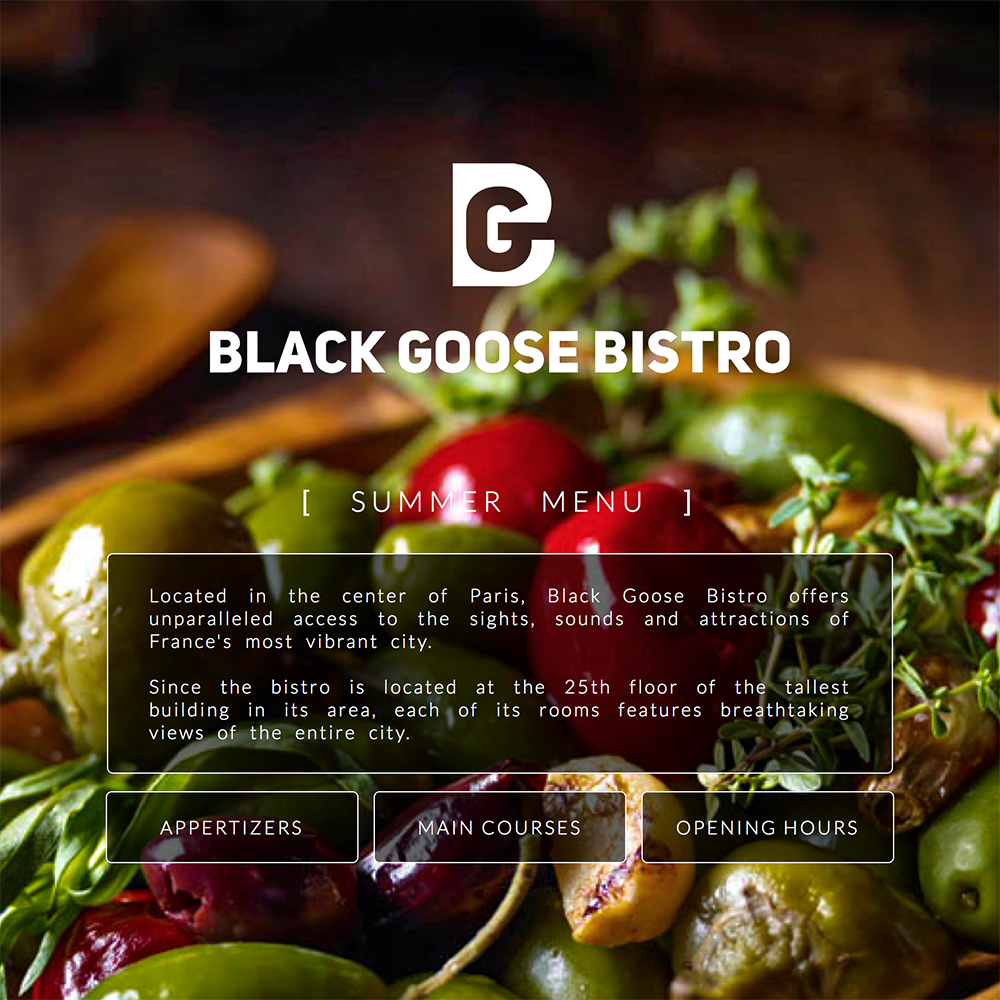 BG
BLACK GOOSE BISTRO
[ SUMMER MENU ]
Located in the center of Paris, Black Goose Bistro offers
unparalleled access to the sights, sounds and attractions of
France's most vibrant city.
Since the bistro is located at the 25th floor of the tallest
building in its area, each of its rooms features breathtaking
views of the entire city.
APPERTIZERS
MAIN COURSES
OPENING HOURS